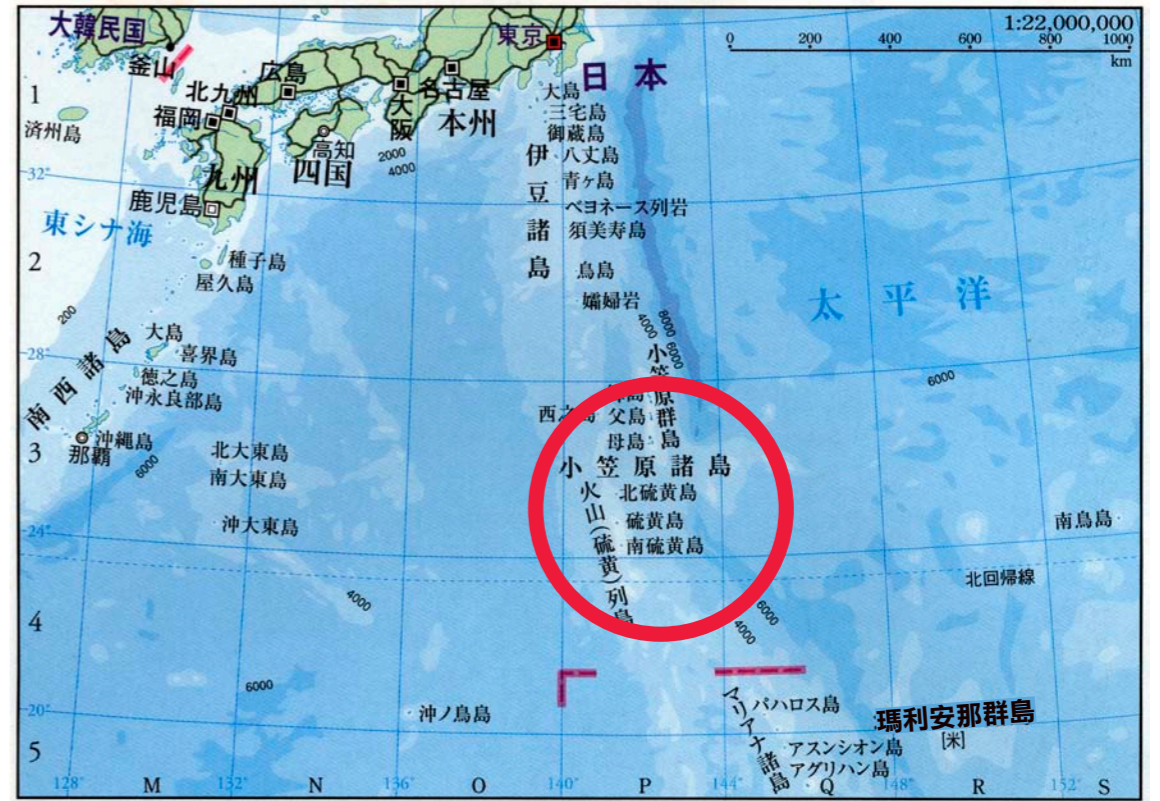 大韓民国
釜山
済州島
東京
日本
1:22,000,000
0 200 400 600 800 1000
km
1
広島
北九州
福岡
大阪
名古屋
本州
高知
四国
九州
鹿児島
2000
4000
32°
東シナ海
大島
三宅島
御蔵島
八丈島
青ヶ島
ベヨネース列岩
須美寿島
鳥島
孀婦岩
伊豆諸島
2
種子島
屋久島
200
太平洋
4000
8000
6000
28°
大島
喜界島
徳之島
沖永良部島
南西諸島
6000
小笠原群島
父島
母島
3
沖縄島
那覇
6000
北大東島
南大東島
沖大東島
小笠原諸島
北硫黄島
硫黄島
南硫黄島
火山(硫黄)列島
南鳥島
24°
北回帰線
4
4000
6000
4000
6000
20°
沖ノ鳥島
マリアナ諸島
パハロス島
アスンシオン島
アグリハン島
瑪利安那群島
[米]
5
128° M 132° N 136° O 140° P 144° Q 148° R 152° S